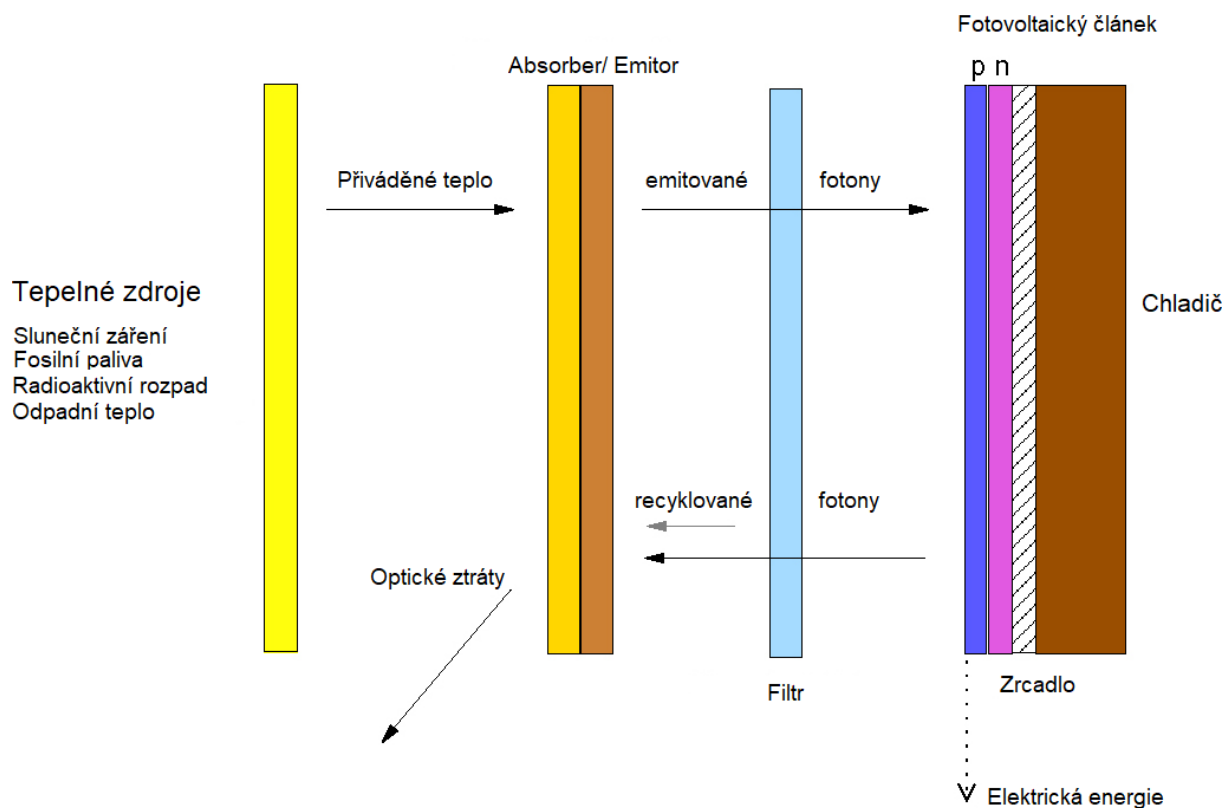 Fotovoltaický článek
Absorber/ Emitor
p n
Přiváděné teplo
emitované
fotony
Tepelné zdroje
Sluneční záření
Fosilní paliva
Radioaktivní rozpad
Odpadní teplo
Chladič
recyklované
fotony
Optické ztráty
Filtr
Zrcadlo
Elektrická energie